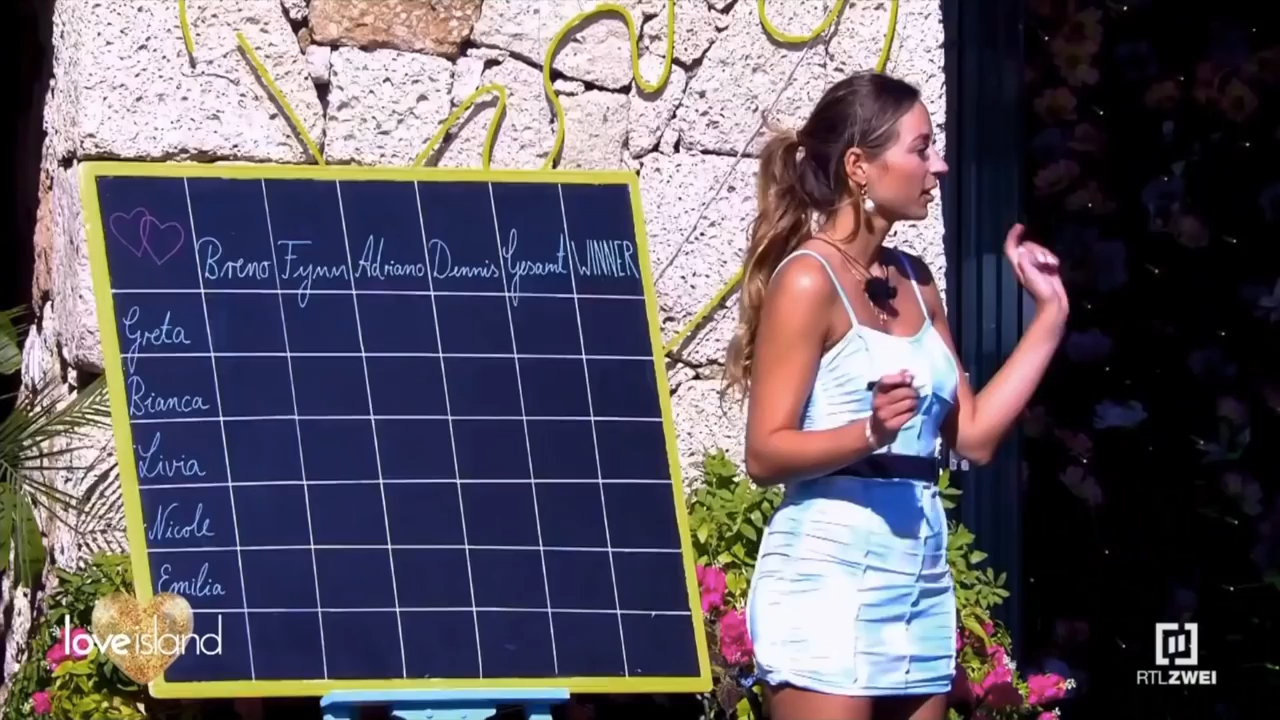 Breno Fynn Adriano Dennis Gesamt WINNER
Greta
Bianca
Livia
Nicole
Emilia
love island
RTLZWEI